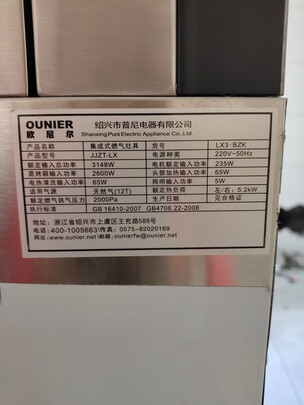 OUNIER 绍兴市普尼电器有限公司
欧尼尔 Shaoxing Puni Electric Appliance Co.,Ltd.
产品名称 集成式燃气灶具 货号 LX3-BZK
产品型号 JJZT-LX 电源种类 220V~50Hz
额定输入总功率 3148W 电机额定输入功率 235W
蒸烤箱输入功率 2600W 头部加热输入功率 65W
电热清洗输入功率 65W 照明输入功率 5W
适用气源 天然气(12T) 额定热负荷 左/右: 5.2kW
额定燃气供气压力 2000Pa 生产日期 见合格证
执行标准 GB 16410-2007 GB4706.22-2008
地址:浙江省绍兴市上虞区王充路588号
电话:400-1005663\传真: 0575-82020169
www.ounier.net 邮箱:ounierfw@ounier.net